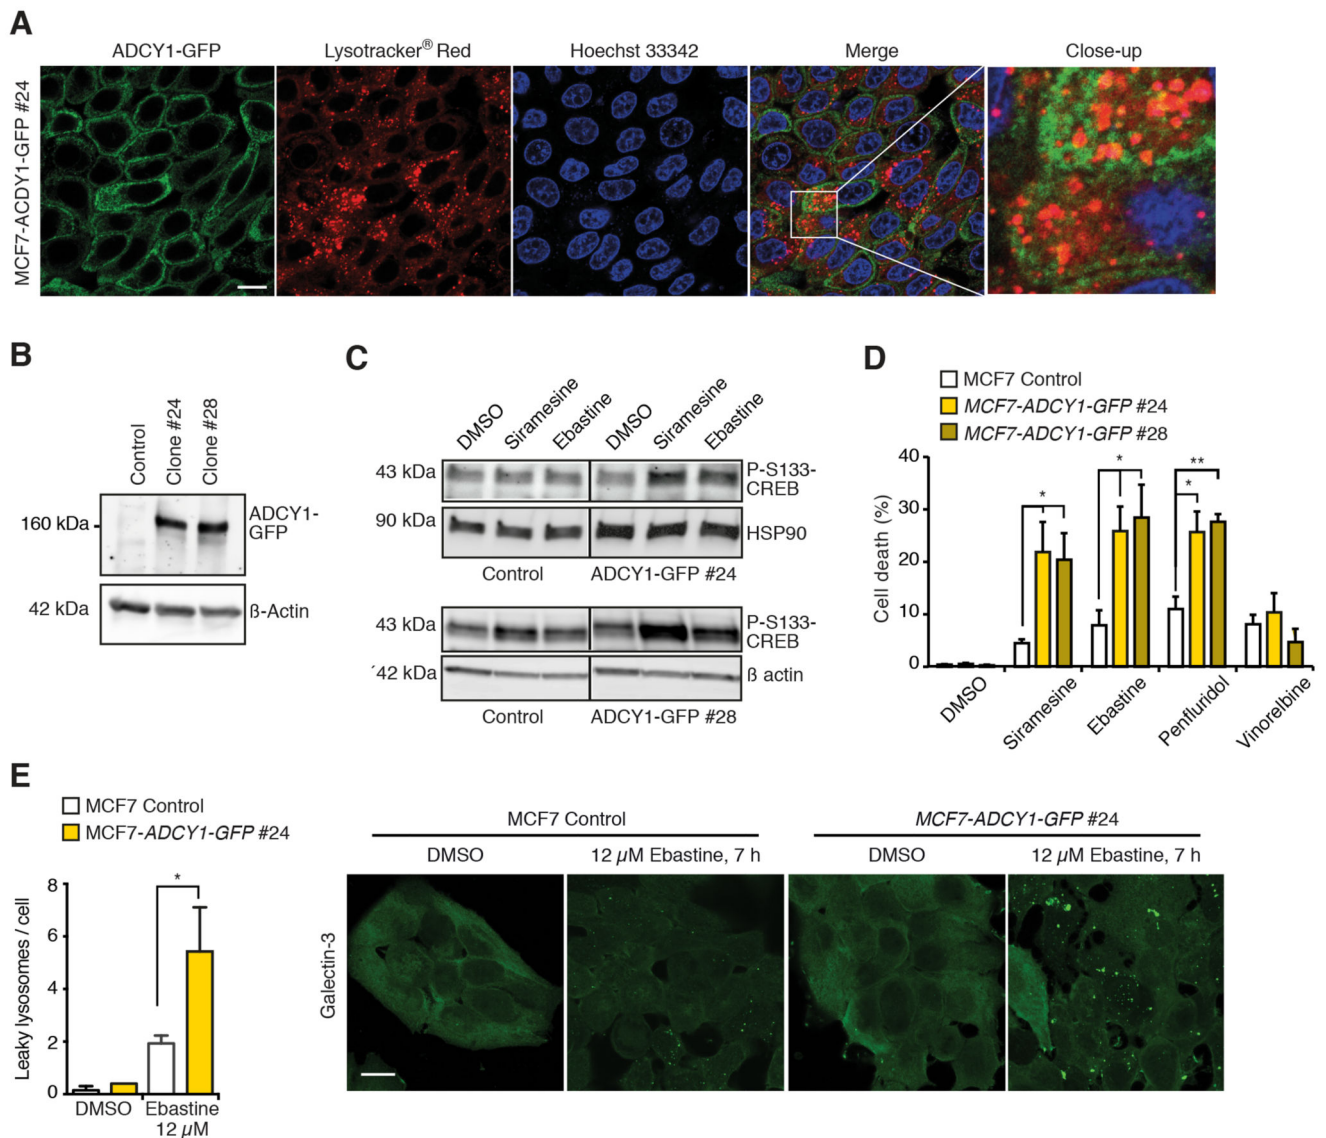 A
ADCY1-GFP
Lysotracker® Red
Hoechst 33342
Merge
Close-up
MCF7-ACDY1-GFP #24
B
Control
Clone #24
Clone #28
160 kDa
ADCY1-
GFP
42 kDa
ß-Actin
C
DMSO
Siramesine
Ebastine
DMSO
Siramesine
Ebastine
43 kDa
P-S133-
CREB
90 kDa
HSP90
Control
ADCY1-GFP #24
43 kDa
P-S133-
CREB
´42 kDa
ß actin
Control
ADCY1-GFP #28
D
MCF7 Control
MCF7-ADCY1-GFP #24
MCF7-ADCY1-GFP #28
Cell death (%)
40
30
20
10
0
*
*
*
*
**
DMSO
Siramesine
Ebastine
Penfluridol
Vinorelbine
E
MCF7 Control
MCF7-ADCY1-GFP #24
Leaky lysosomes / cell
8
6
4
2
0
*
DMSO
Ebastine
12 µM
MCF7 Control
MCF7-ADCY1-GFP #24
DMSO
12 µM Ebastine, 7 h
DMSO
12 µM Ebastine, 7 h
Galectin-3